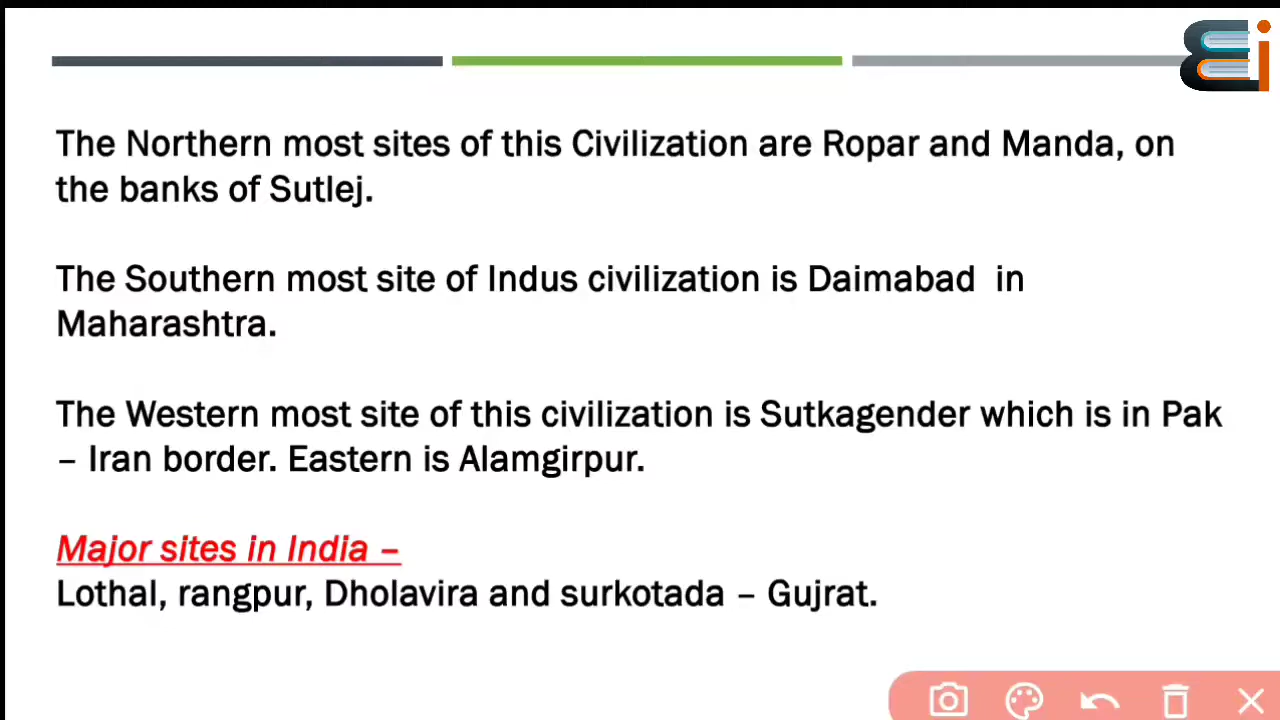 The Northern most sites of this Civilization are Ropar and Manda, on
the banks of Sutlej.
The Southern most site of Indus civilization is Daimabad in
Maharashtra.
The Western most site of this civilization is Sutkagender which is in Pak
– Iran border. Eastern is Alamgirpur.
Major sites in India –
Lothal, rangpur, Dholavira and surkotada – Gujrat.